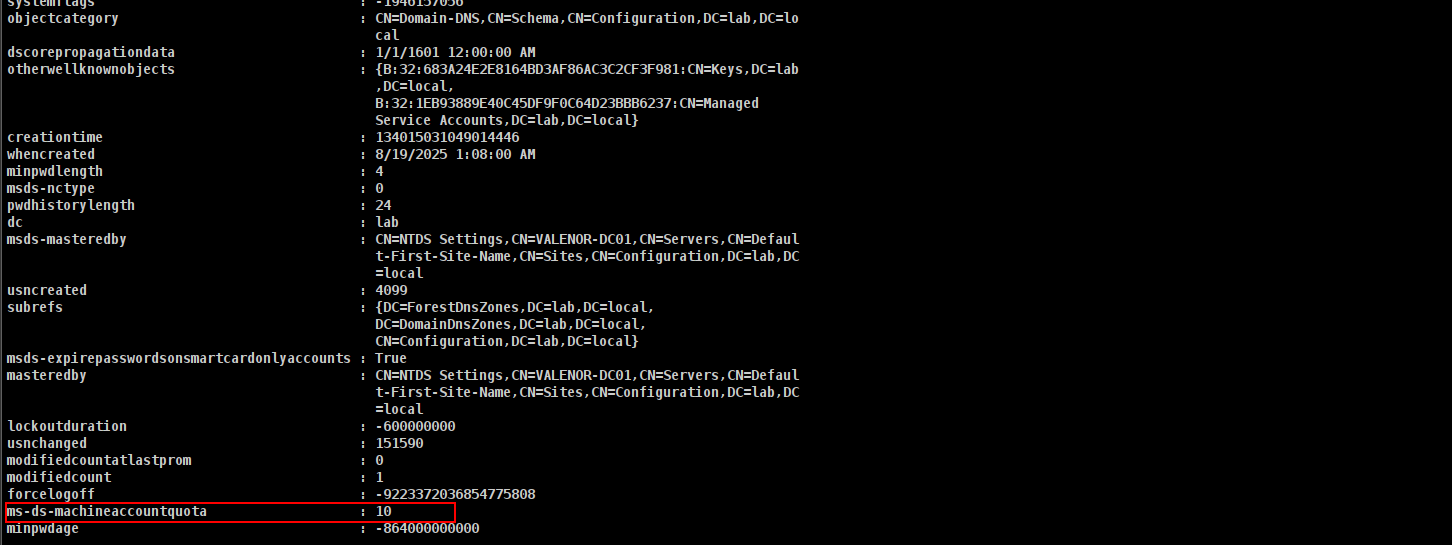 systemflags : -1946157056
objectcategory : CN=Domain-DNS,CN=Schema,CN=Configuration,DC=lab,DC=lo
cal
dscorepropagationdata : 1/1/1601 12:00:00 AM
otherwellknownobjects : {B:32:683A24E2E8164BD3AF86AC3C2CF3F981:CN=Keys,DC=lab
,DC=local,
B:32:1EB93889E40C45DF9F0C64D23BBB6237:CN=Managed
Service Accounts,DC=lab,DC=local}
creationtime : 134015031049014446
whencreated : 8/19/2025 1:08:00 AM
minpwdlength : 4
msds-nctype : 0
pwdhistorylength : 24
dc : lab
msds-masteredby : CN=NTDS Settings,CN=VALENOR-DC01,CN=Servers,CN=Defaul
t-First-Site-Name,CN=Sites,CN=Configuration,DC=lab,DC
=local
usncreated : 4099
subrefs : {DC=ForestDnsZones,DC=lab,DC=local,
DC=DomainDnsZones,DC=lab,DC=local,
CN=Configuration,DC=lab,DC=local}
msds-expirepasswordsonsmartcardonlyaccounts : True
masteredby : CN=NTDS Settings,CN=VALENOR-DC01,CN=Servers,CN=Defaul
t-First-Site-Name,CN=Sites,CN=Configuration,DC=lab,DC
=local
lockoutduration : -600000000
usnchanged : 151590
modifiedcountatlastprom : 0
modifiedcount : 1
forcelogoff : -9223372036854775808
ms-ds-machineaccountquota : 10
minpwdage : -864000000000